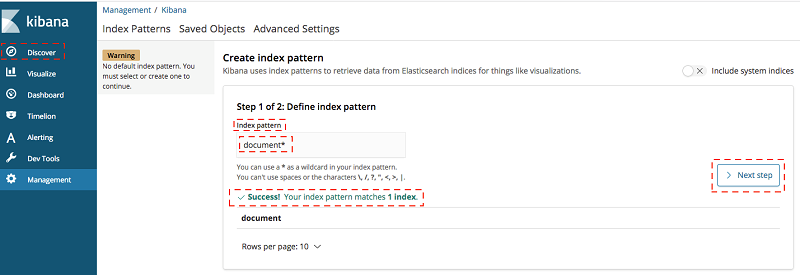 kibana
Discover
Visualize
Dashboard
Timelion
Alerting
Dev Tools
Management
Management / Kibana
Index Patterns Saved Objects Advanced Settings
Warning
No default index pattern. You
must select or create one to
continue.
Create index pattern
Kibana uses index patterns to retrieve data from Elasticsearch indices for things like visualizations.
Include system indices
Step 1 of 2: Define index pattern
Index pattern
document*
You can use a * as a wildcard in your index pattern.
You can't use spaces or the characters \, /, ?, ", <, >, |.
Next step
Success! Your index pattern matches 1 index.
document
Rows per page: 10